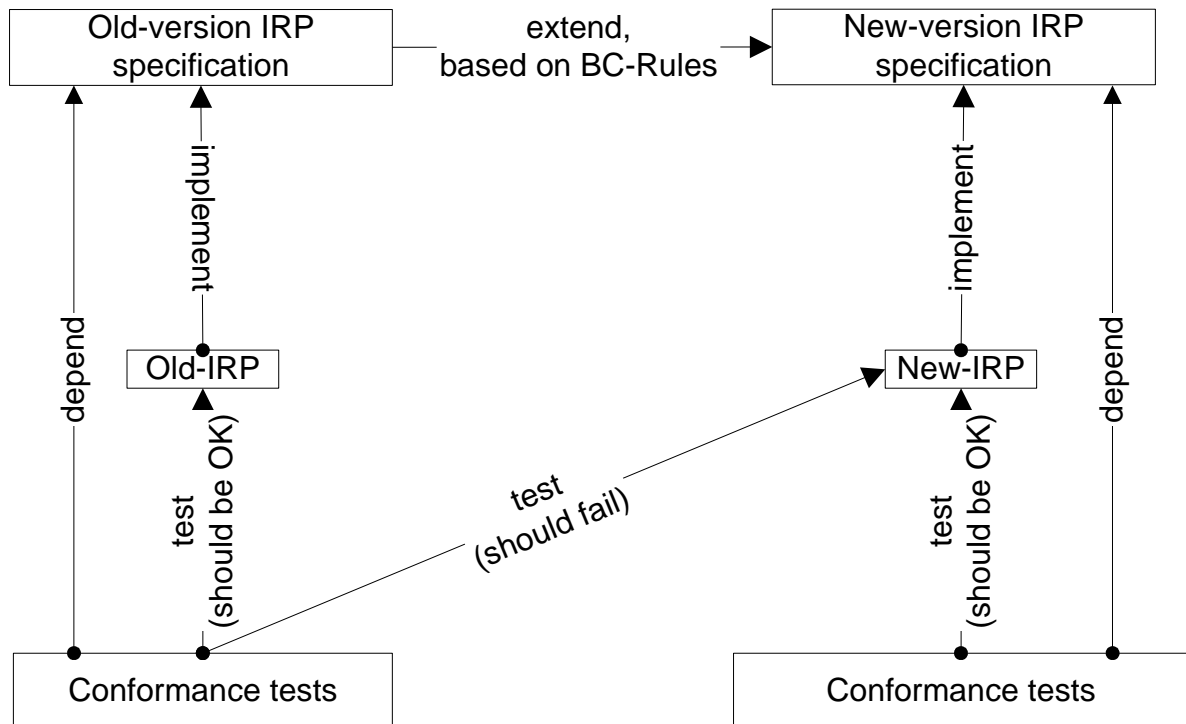 Old-version IRP
specification
extend,
based on BC-Rules
New-version IRP
specification
implement
implement
depend
depend
Old-IRP
New-IRP
test
(should be OK)
test
(should fail)
test
(should be OK)
Conformance tests
Conformance tests